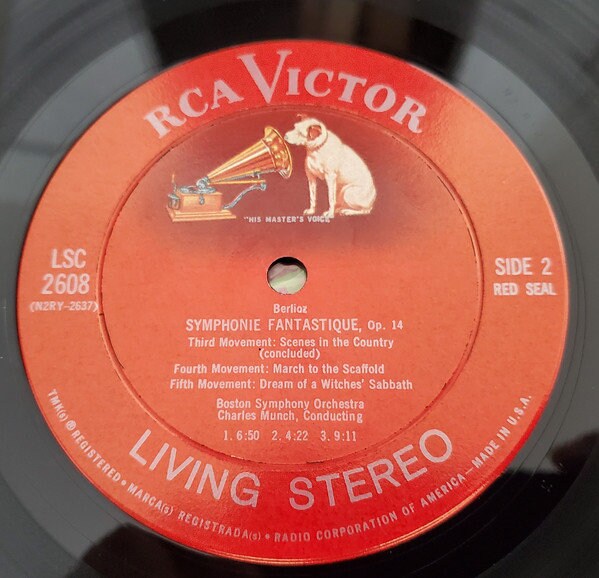 RCA VICTOR
"HIS MASTER'S VOICE"
LSC
2608
(N2RY-2637)
SIDE 2
RED SEAL
Berlioz
SYMPHONIE FANTASTIQUE, Op. 14
Third Movement: Scenes in the Country
(concluded)
Fourth Movement: March to the Scaffold
Fifth Movement: Dream of a Witches' Sabbath
Boston Symphony Orchestra
Charles Munch, Conducting
1. 6:50 2. 4:22 3. 9:11
LIVING STEREO
TMK(s) ® REGISTERED • MARCA(s) REGISTRADA(s) • RADIO CORPORATION OF AMERICA—MADE IN U.S.A.